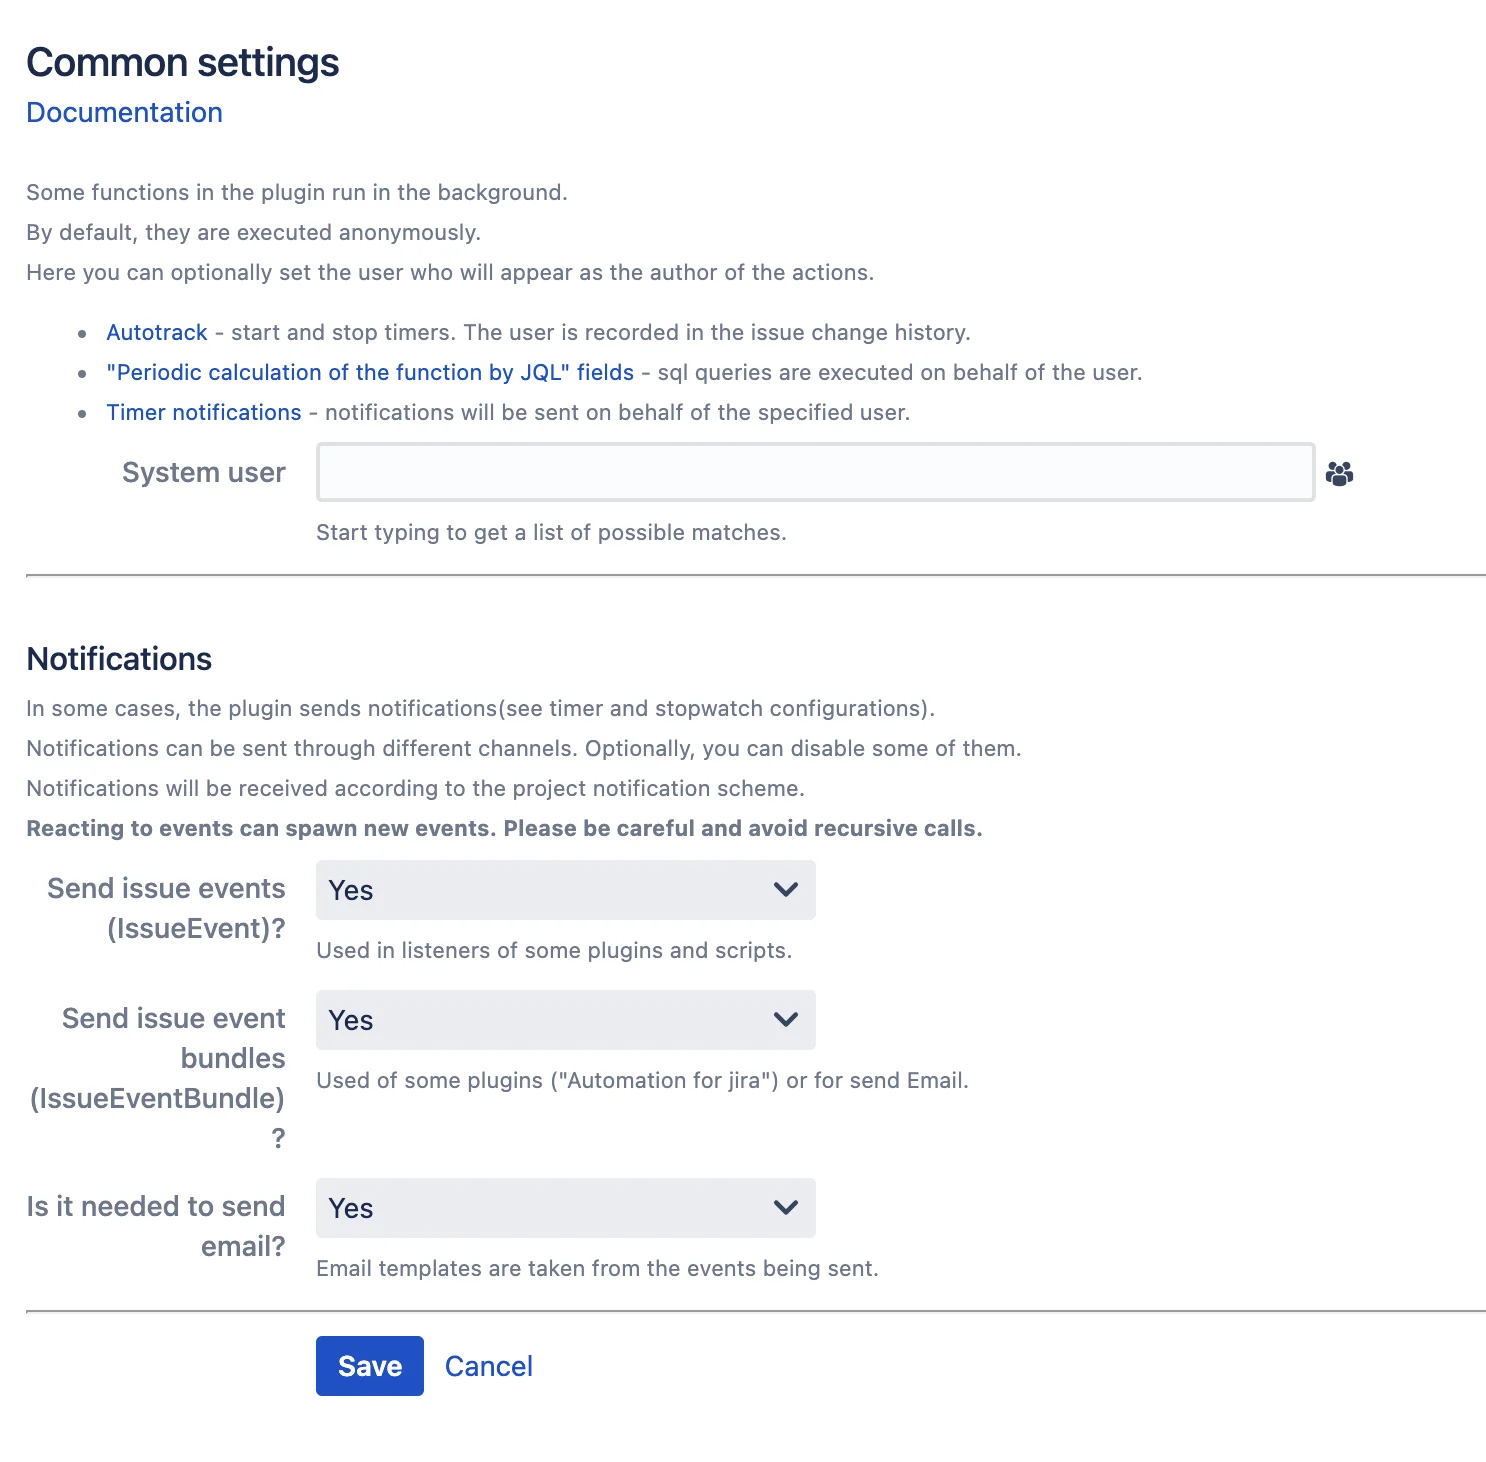 Common settings
Documentation
Some functions in the plugin run in the background.
By default, they are executed anonymously.
Here you can optionally set the user who will appear as the author of the actions.
• Autotrack - start and stop timers. The user is recorded in the issue change history.
• "Periodic calculation of the function by JQL" fields - sql queries are executed on behalf of the user.
• Timer notifications - notifications will be sent on behalf of the specified user.
System user
Start typing to get a list of possible matches.
Notifications
In some cases, the plugin sends notifications(see timer and stopwatch configurations).
Notifications can be sent through different channels. Optionally, you can disable some of them.
Notifications will be received according to the project notification scheme.
Reacting to events can spawn new events. Please be careful and avoid recursive calls.
Send issue events
(IssueEvent)?
Yes
Used in listeners of some plugins and scripts.
Send issue event
bundles
(IssueEventBundle)
?
Yes
Used of some plugins ("Automation for jira") or for send Email.
Is it needed to send
email?
Yes
Email templates are taken from the events being sent.
Save Cancel